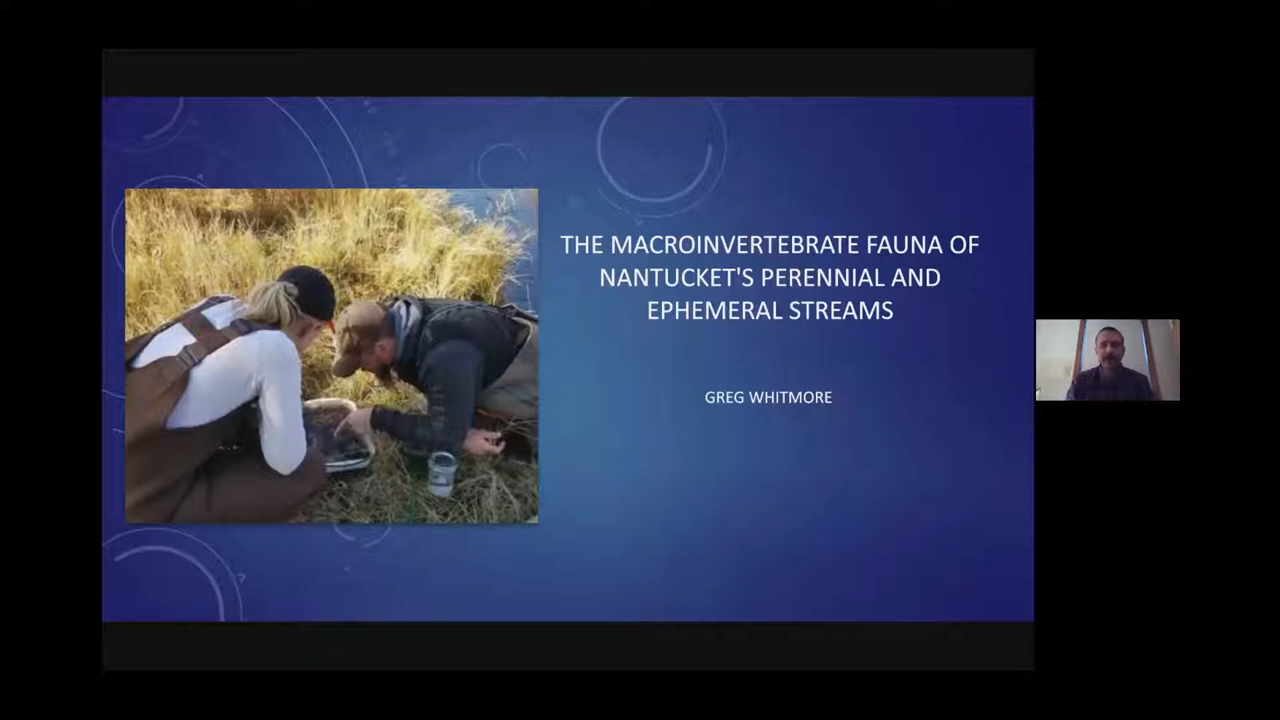 THE MACROINVERTEBRATE FAUNA OF
NANTUCKET'S PERENNIAL AND
EPHEMERAL STREAMS
GREG WHITMORE